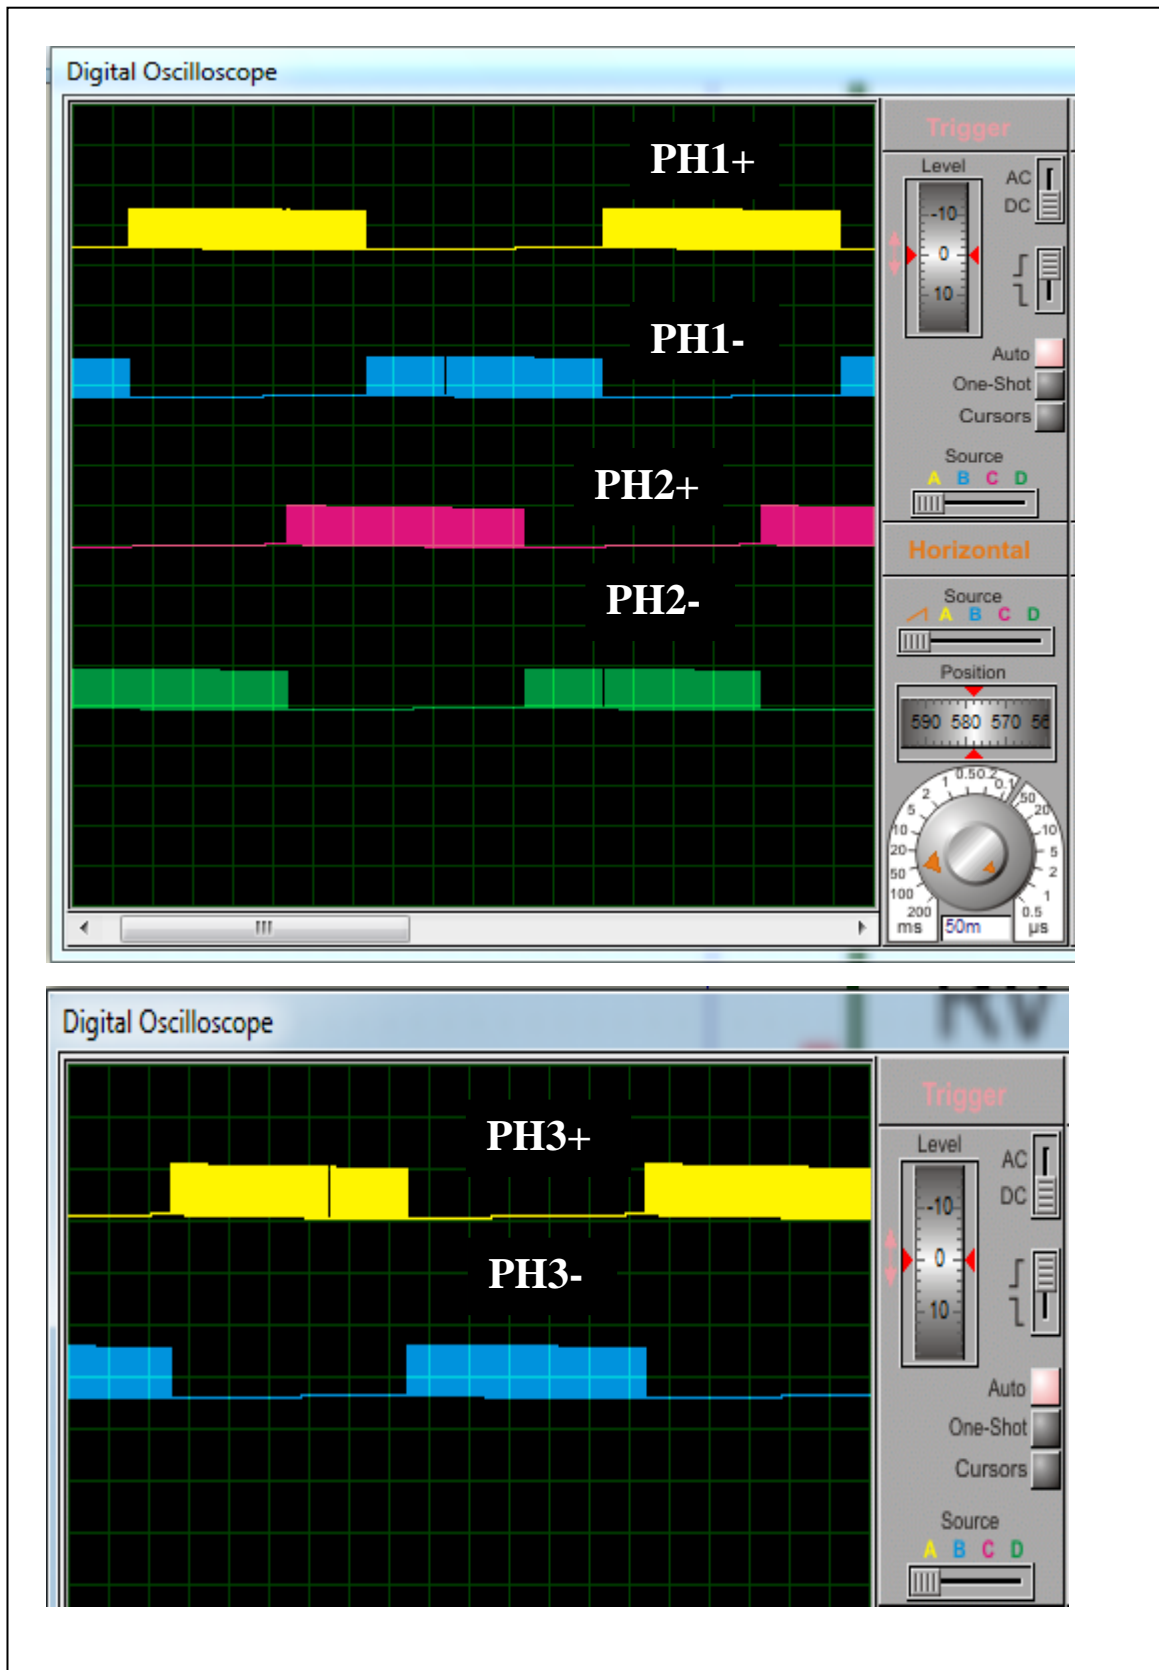 Digital Oscilloscope
PH1+
PH1-
PH2+
PH2-
Trigger
Level
AC
DC
-10
0
10
Auto
One-Shot
Cursors
Source
A B C D
Horizontal
Source
A B C D
Position
590 580 570 56
200 100 50 20 10 5 2 1 0.5 0.2 0.1 50 20 10 5 2 1 0.5
ms
50m
µs
RV
Digital Oscilloscope
PH3+
PH3-
Trigger
Level
AC
DC
-10
0
10
Auto
One-Shot
Cursors
Source
A B C D